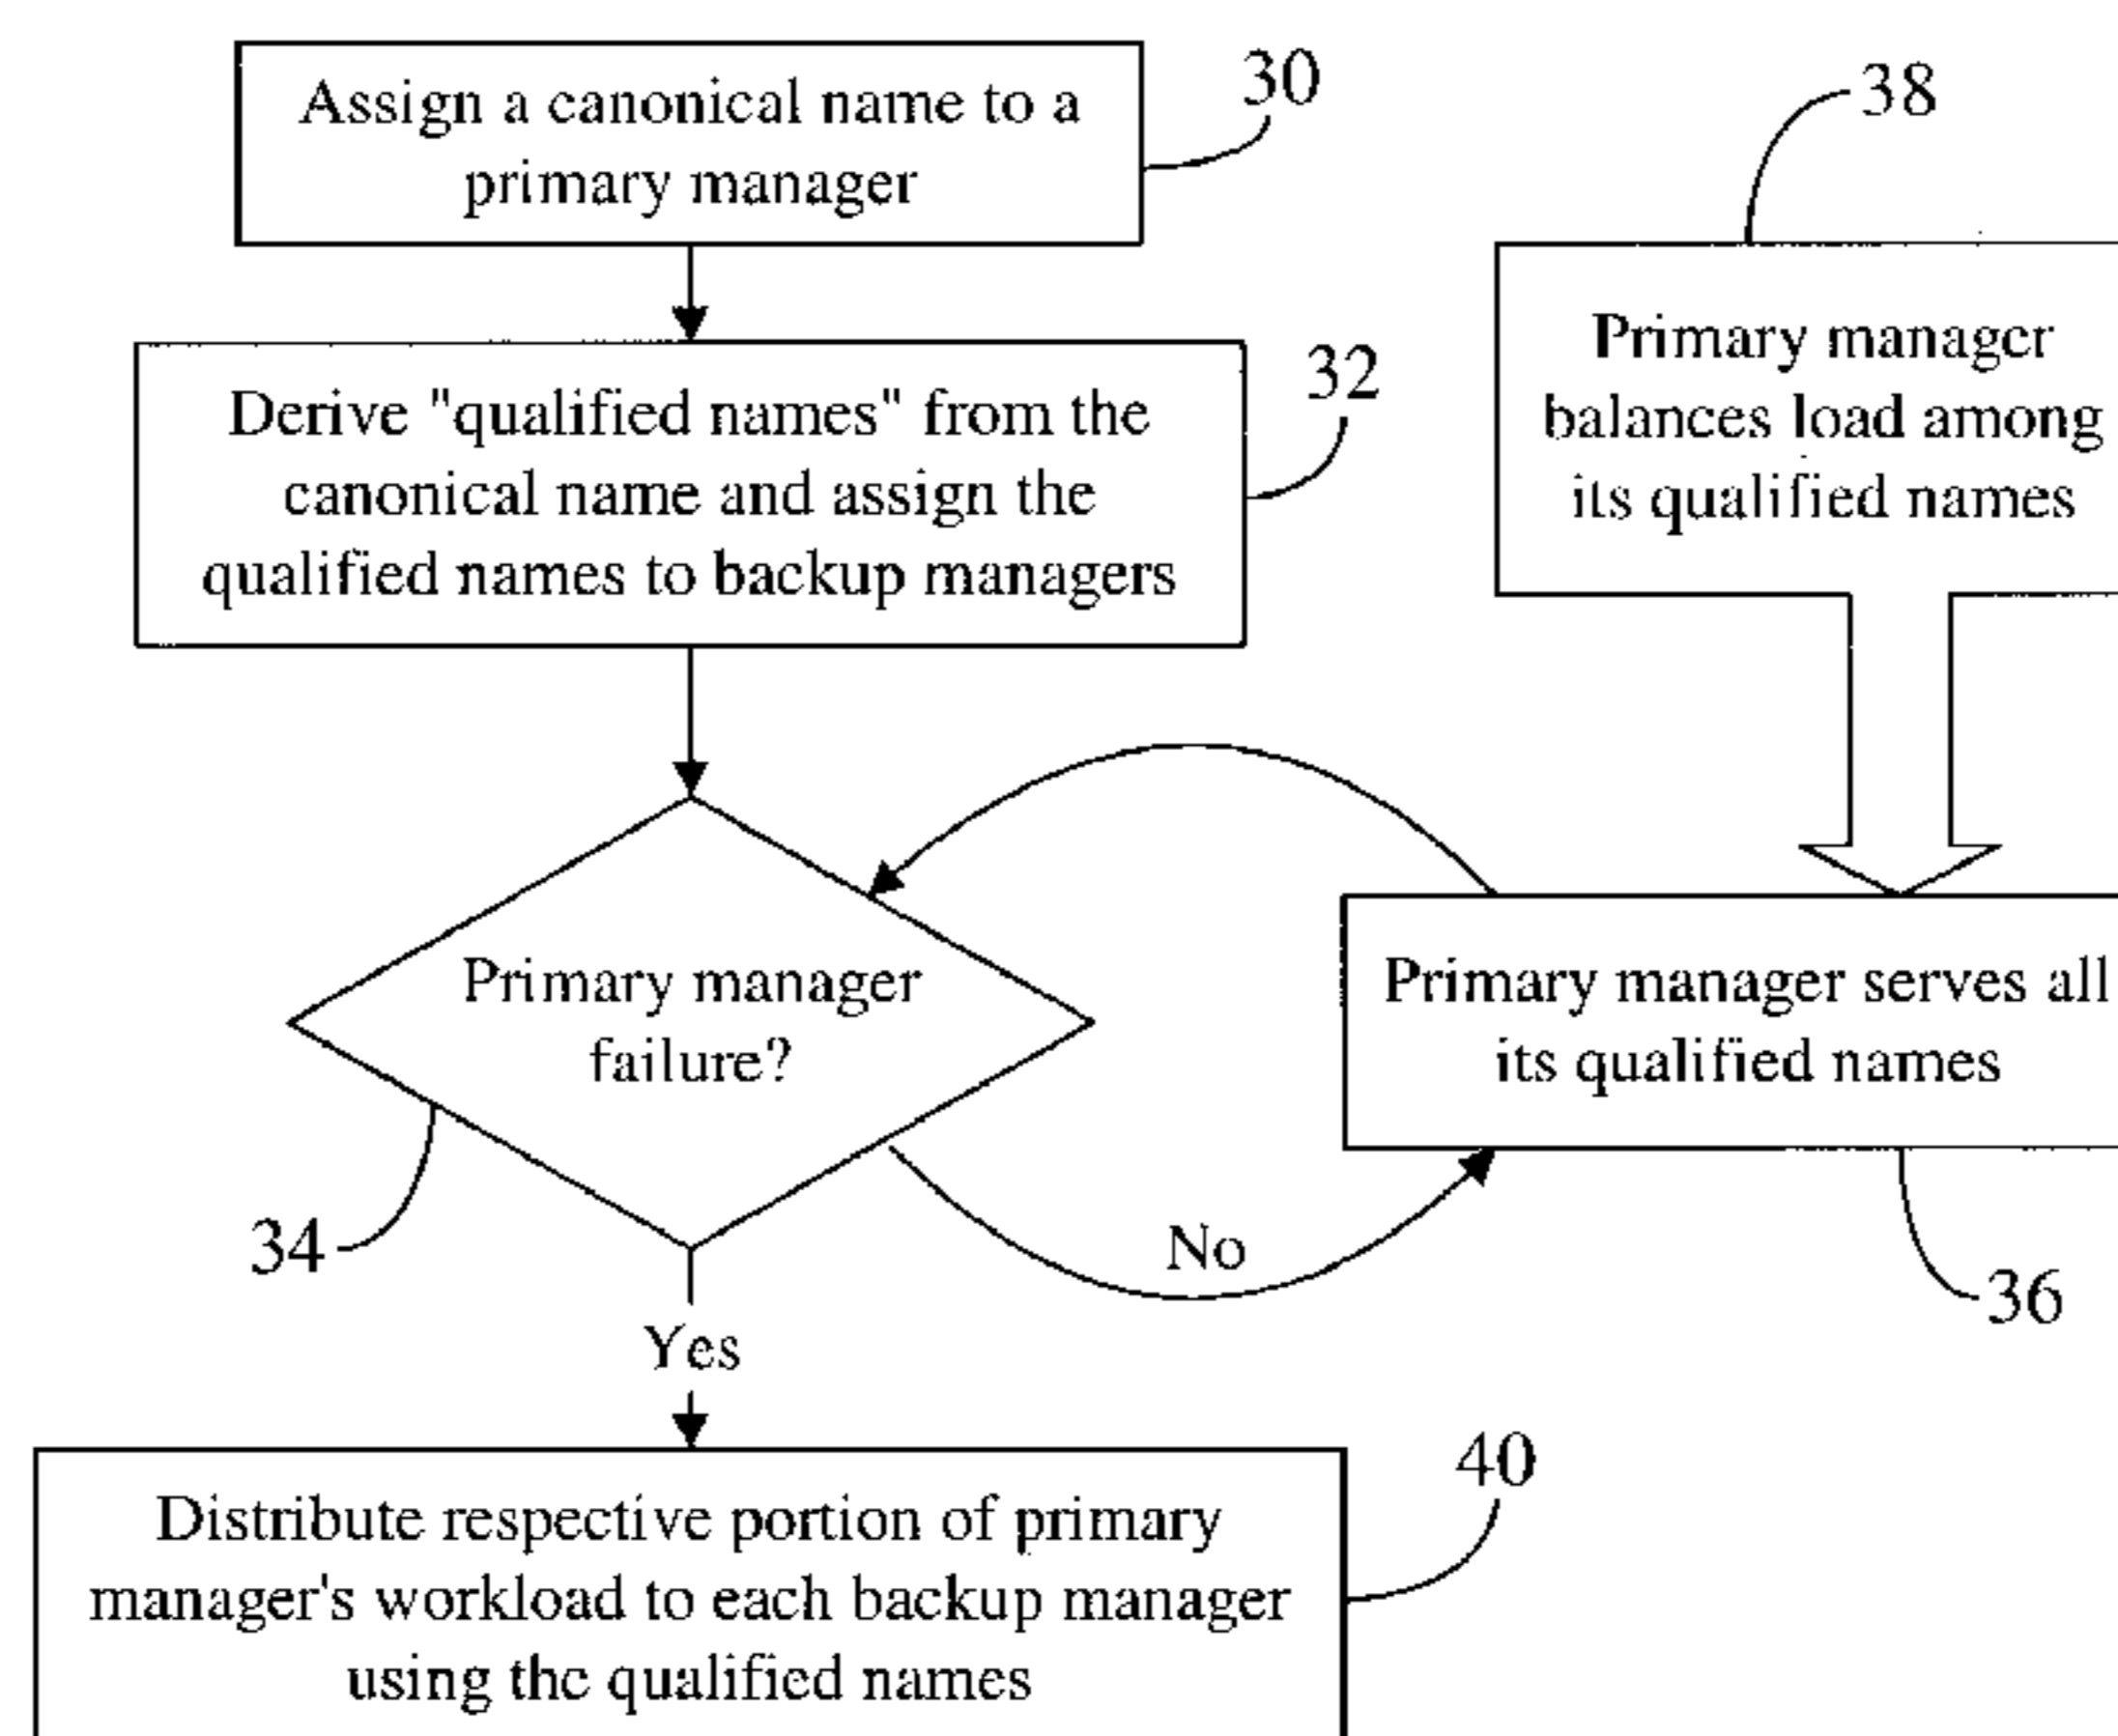 Assign a canonical name to a
primary manager
30
38
Derive "qualified names" from the
canonical name and assign the
qualified names to backup managers
32
Primary manager
balances load among
its qualified names
Primary manager
failure?
34
Primary manager serves all
its qualified names
36
No
Yes
Distribute respective portion of primary
manager's workload to each backup manager
using the qualified names
40